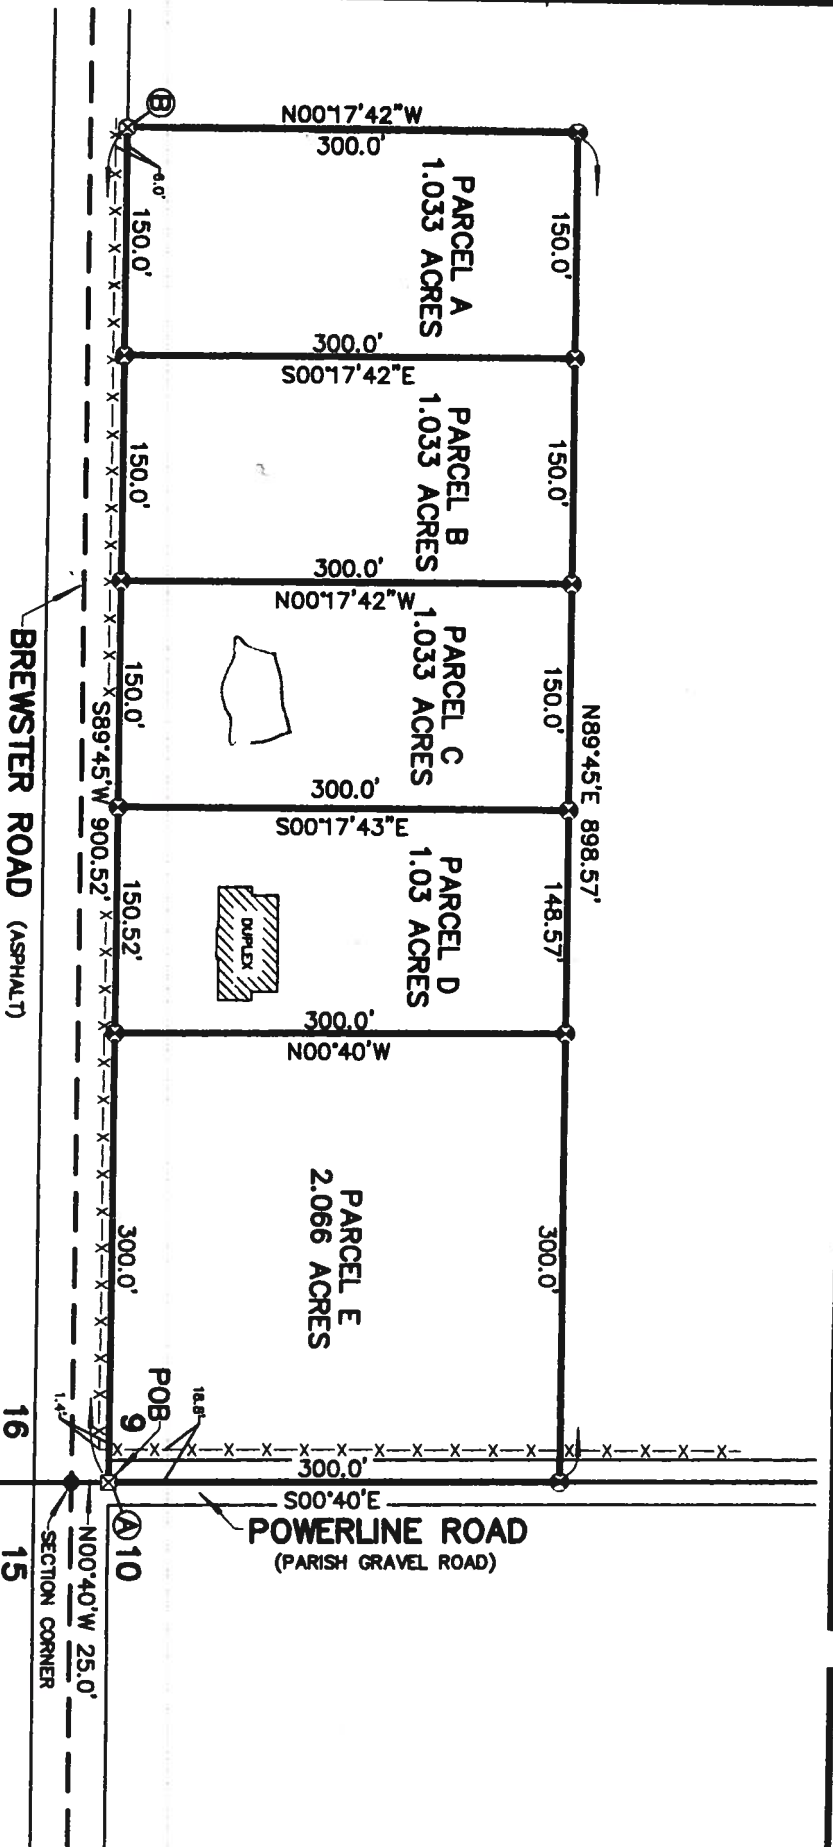 B
N00°17'42"W
300.0'
6.0'
150.0'
PARCEL A
1.033 ACRES
150.0'
300.0'
S00°17'42"E
150.0'
PARCEL B
1.033 ACRES
150.0'
300.0'
N00°17'42"W
150.0'
PARCEL C
1.033 ACRES
150.0'
N89°45'E 898.57'
300.0'
S00°17'43"E
S89°45'W 900.52'
BREWSTER ROAD (ASPHALT)
148.57'
PARCEL D
1.03 ACRES
DUPLEX
150.52'
300.0'
N00°40'W
300.0'
PARCEL E
2.066 ACRES
300.0'
18.8'
POB
9
1.4'
16
300.0'
S00°40'E
POWERLINE ROAD
(PARISH GRAVEL ROAD)
A
10
N00°40'W 25.0'
SECTION CORNER
15